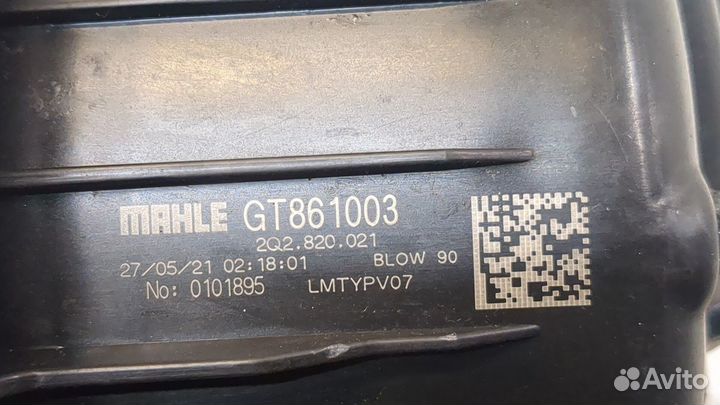 MAHLE GT861003
2Q2.820.021
27/05/21 02:18:01 BLOW 90
No: 0101895 LMTYPV07
Avito